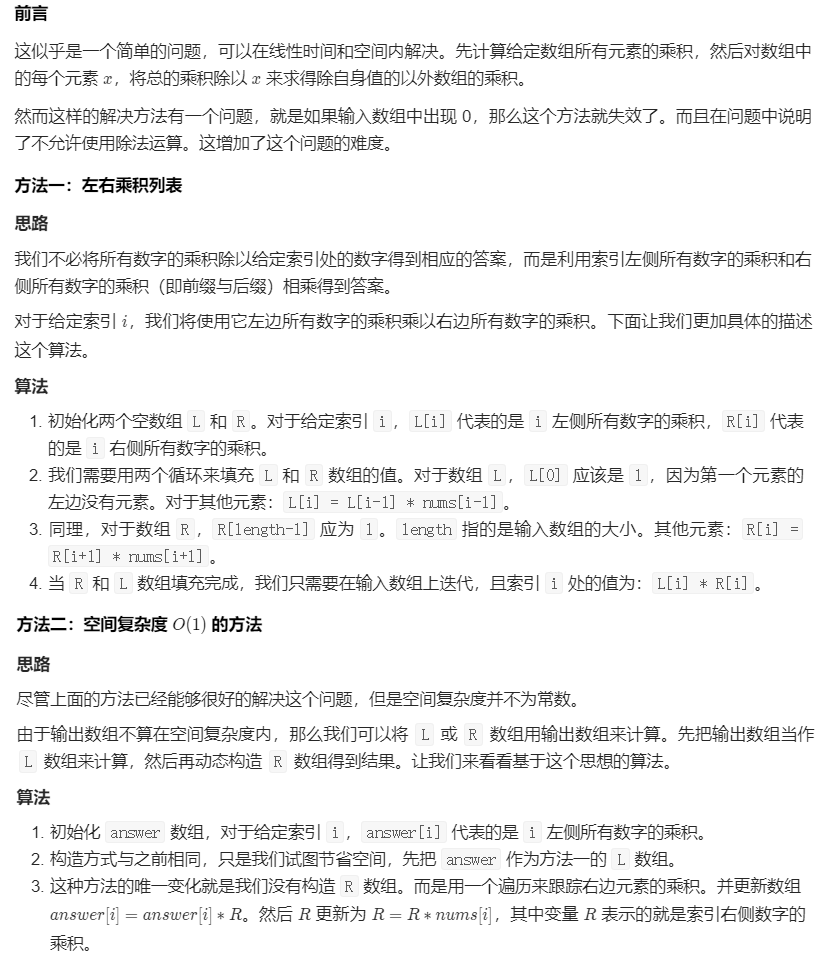 前言
这似乎是一个简单的问题，可以在线性时间和空间内解决。先计算给定数组所有元素的乘积，然后对数组中
的每个元素 x，将总的乘积除以 x 来求得除自身值的以外数组的乘积。
然而这样的解决方法有一个问题，就是如果输入数组中出现 0，那么这个方法就失效了。而且在问题中说明
了不允许使用除法运算。这增加了这个问题的难度。
方法一：左右乘积列表
思路
我们不必将所有数字的乘积除以给定索引处的数字得到相应的答案，而是利用索引左侧所有数字的乘积和右
侧所有数字的乘积（即前缀与后缀）相乘得到答案。
对于给定索引 i，我们将使用它左边所有数字的乘积乘以右边所有数字的乘积。下面让我们更加具体的描述
这个算法。
算法
1. 初始化两个空数组 L 和 R。对于给定索引 i，L[i] 代表的是 i 左侧所有数字的乘积，R[i] 代表
的是 i 右侧所有数字的乘积。
2. 我们需要用两个循环来填充 L 和 R 数组的值。对于数组 L，L[0] 应该是 1，因为第一个元素的
左边没有元素。对于其他元素：L[i] = L[i-1] * nums[i-1]。
3. 同理，对于数组 R，R[length-1] 应为 1。length 指的是输入数组的大小。其他元素：R[i] =
R[i+1] * nums[i+1]。
4. 当 R 和 L 数组填充完成，我们只需要在输入数组上迭代，且索引 i 处的值为：L[i] * R[i]。
方法二：空间复杂度 O(1) 的方法
思路
尽管上面的方法已经能够很好的解决这个问题，但是空间复杂度并不为常数。
由于输出数组不算在空间复杂度内，那么我们可以将 L 或 R 数组用输出数组来计算。先把输出数组当作
L 数组来计算，然后再动态构造 R 数组得到结果。让我们来看看基于这个思想的算法。
算法
1. 初始化 answer 数组，对于给定索引 i，answer[i] 代表的是 i 左侧所有数字的乘积。
2. 构造方式与之前相同，只是我们试图节省空间，先把 answer 作为方法一的 L 数组。
3. 这种方法的唯一变化就是我们没有构造 R 数组。而是用一个遍历来跟踪右边元素的乘积。并更新数组
answer[i] = answer[i] * R。然后 R 更新为 R = R * nums[i]，其中变量 R 表示的就是索引右侧数字的
乘积。